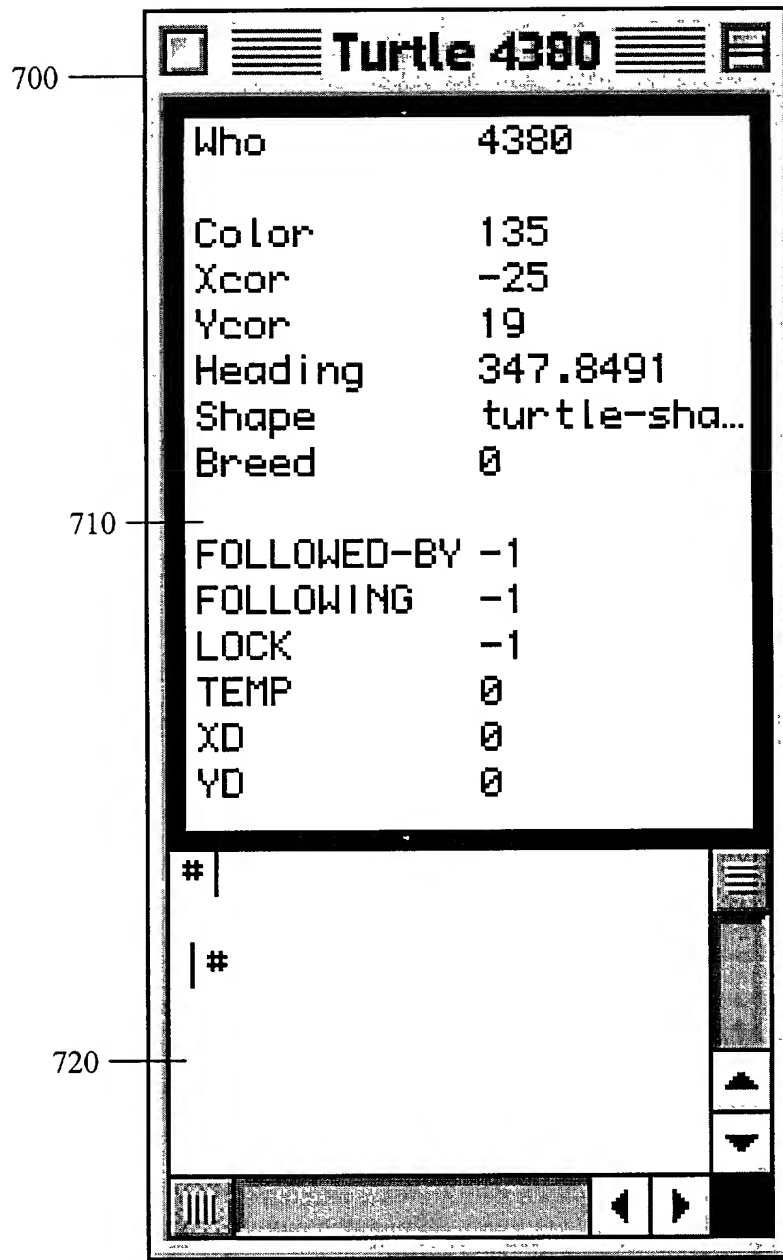 Turtle 4380
700
Who 4380
Color 135
Xcor -25
Ycor 19
Heading 347.8491
Shape turtle-sha…
Breed 0
710
FOLLOWED-BY -1
FOLLOWING -1
LOCK -1
TEMP 0
XD 0
YD 0
#|
|#
720